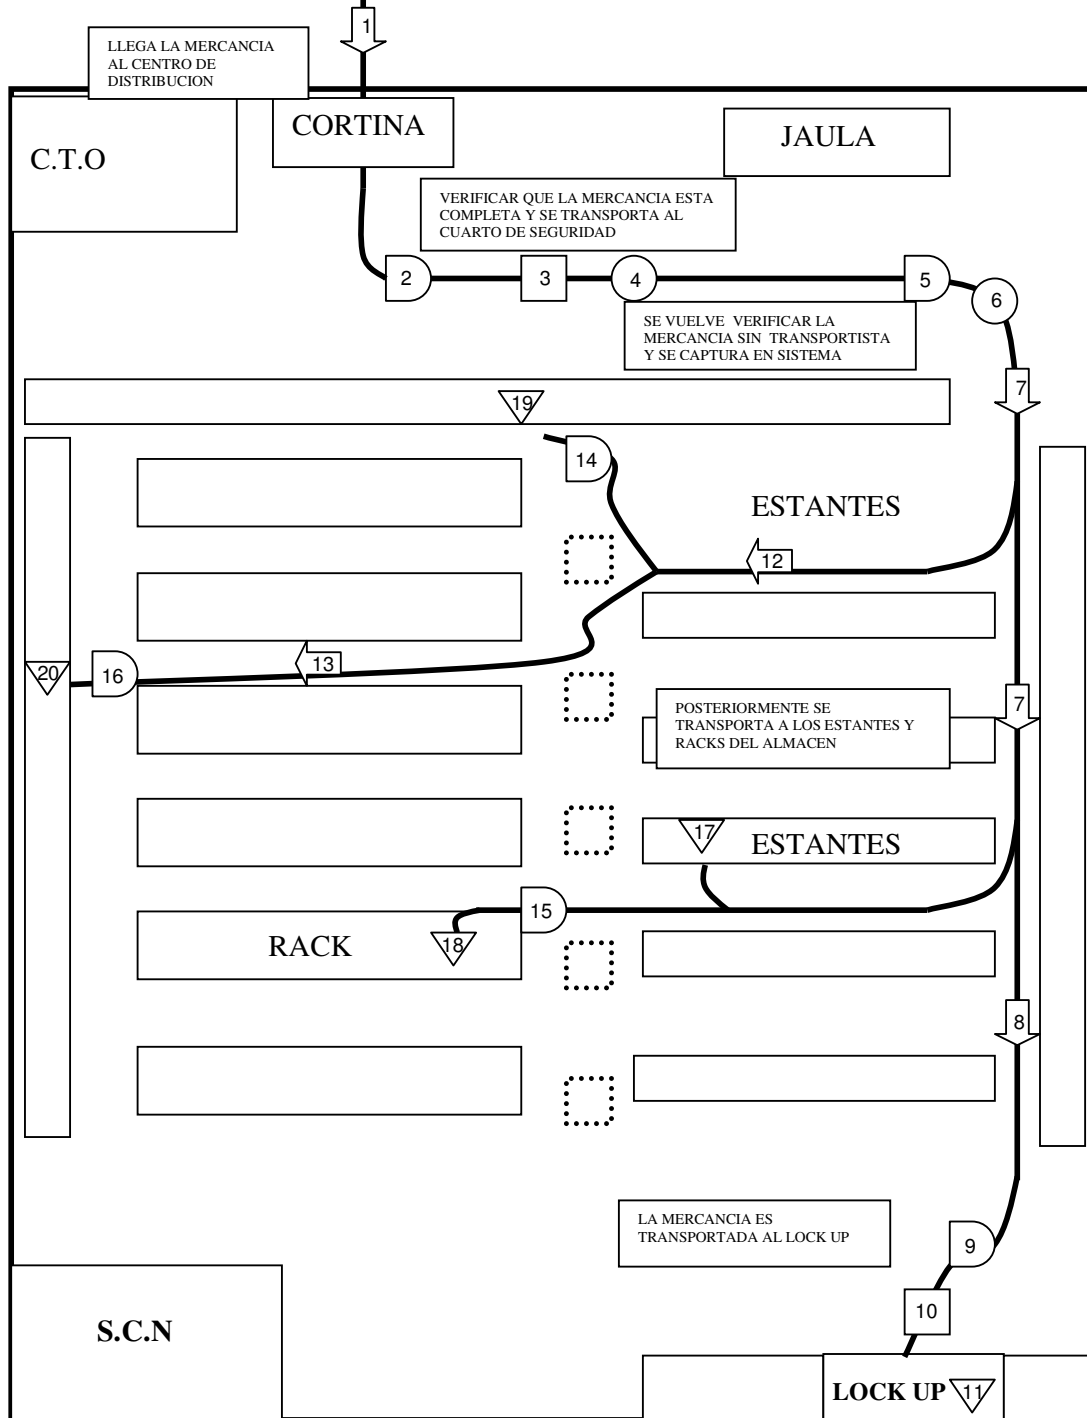 1
LLEGA LA MERCANCIA
AL CENTRO DE
DISTRIBUCION
CORTINA
JAULA
C.T.O
VERIFICAR QUE LA MERCANCIA ESTA
COMPLETA Y SE TRANSPORTA AL
CUARTO DE SEGURIDAD
2
3
4
5
6
SE VUELVE VERIFICAR LA
MERCANCIA SIN TRANSPORTISTA
Y SE CAPTURA EN SISTEMA
7
19
14
ESTANTES
12
13
16
20
7
POSTERIORMENTE SE
TRANSPORTA A LOS ESTANTES Y
RACKS DEL ALMACEN
17
ESTANTES
15
RACK
18
8
LA MERCANCIA ES
TRANSPORTADA AL LOCK UP
9
10
S.C.N
LOCK UP
11